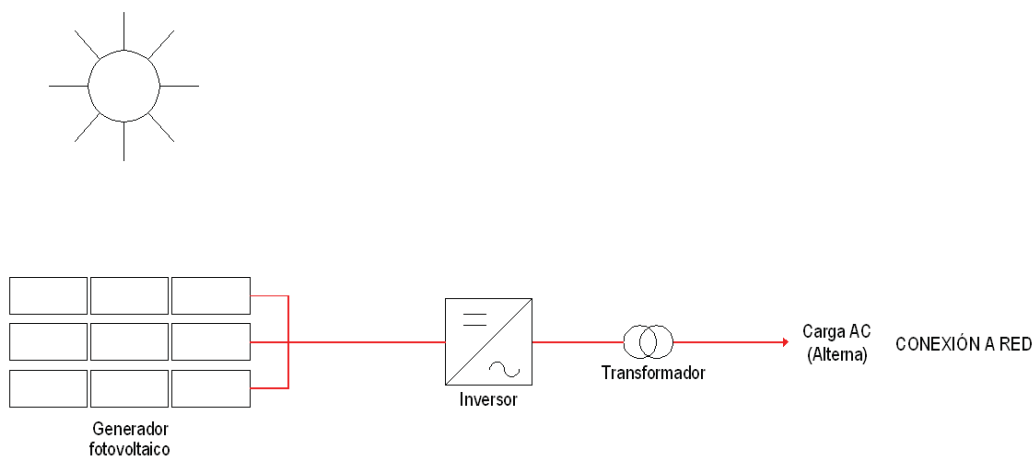 Generador
fotovoltaico
Inversor
Transformador
Carga AC
(Alterna)
CONEXIÓN A RED